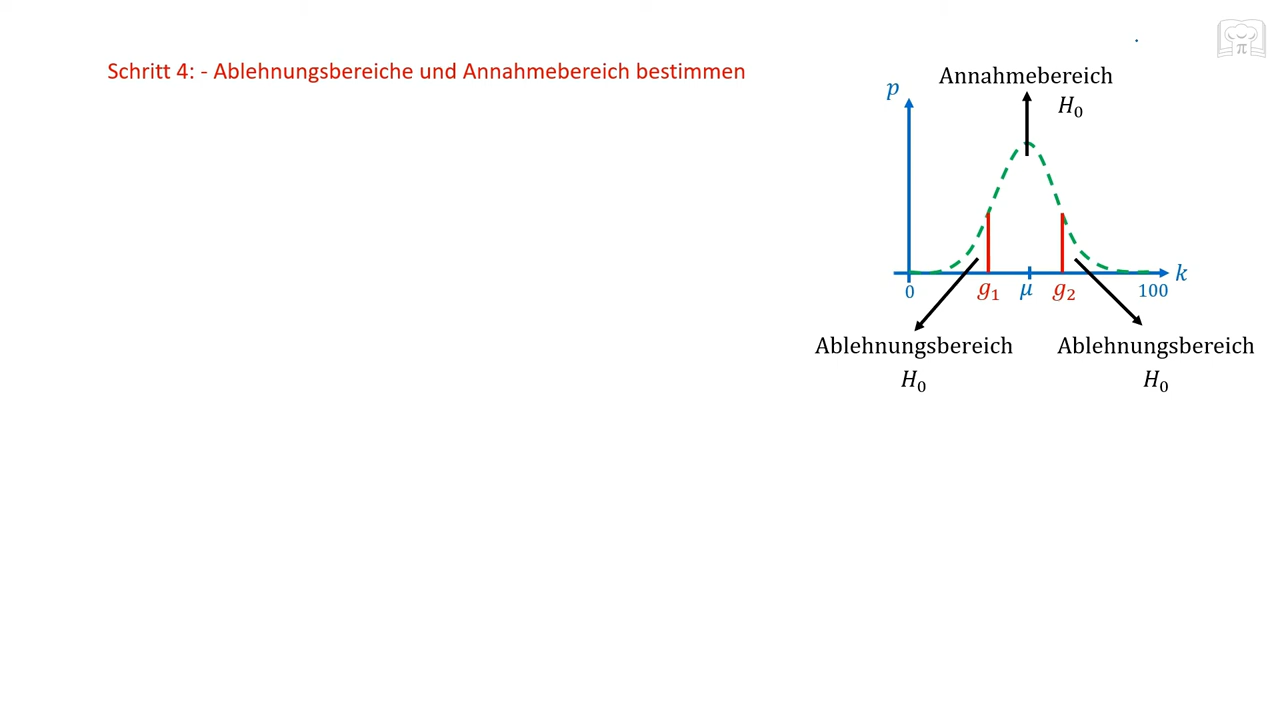 Schritt 4: - Ablehnungsbereiche und Annahmebereich bestimmen
Annahmebereich
H₀
p
k
0
g₁
μ
g₂
100
Ablehnungsbereich
H₀
Ablehnungsbereich
H₀
π